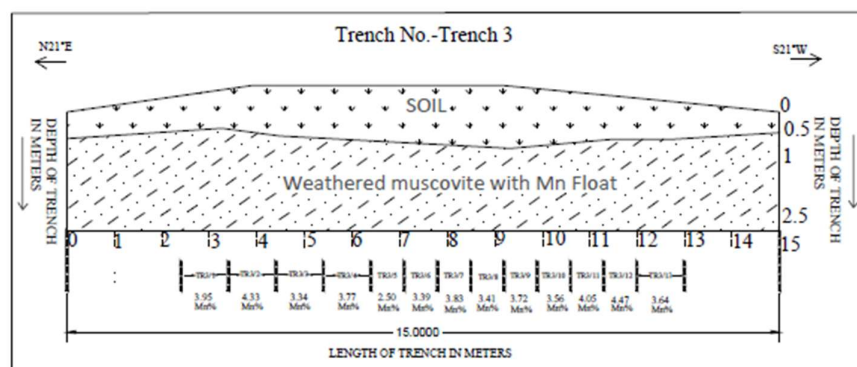 Trench No.-Trench 3
N21°E
S21°W
SOIL
0
0.5
1
2.5
DEPTH OF TRENCH
IN METERS
DEPTH OF TRENCH
IN METERS
Weathered muscovite with Mn Float
0 1 2 3 4 5 6 7 8 9 10 11 12 13 14 15
TR3/1 TR3/2 TR3/3 TR3/4 TR3/5 TR3/6 TR3/7 TR3/8 TR3/9 TR3/10 TR3/11 TR3/12 TR3/13
3.95 4.33 3.34 3.77 2.50 3.39 3.83 3.41 3.72 3.56 4.05 4.47 3.64
Mn% Mn% Mn% Mn% Mn% Mn% Mn% Mn% Mn% Mn% Mn% Mn% Mn%
15.0000
LENGTH OF TRENCH IN METERS